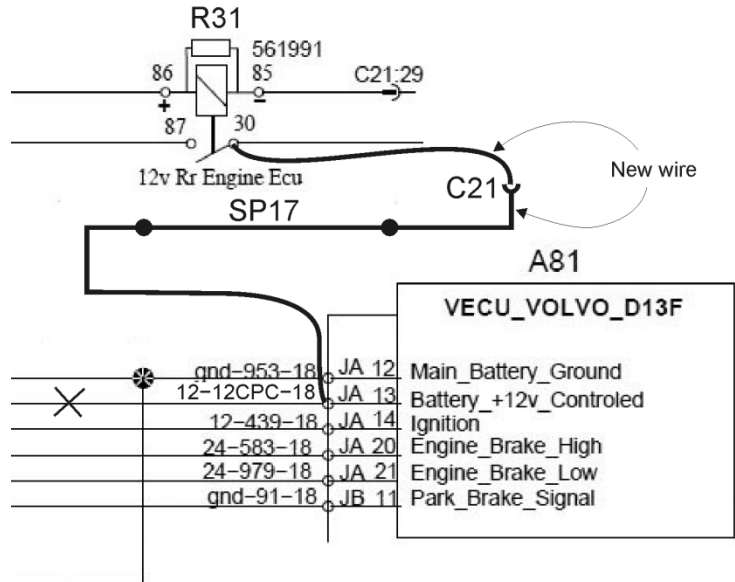 R31
561991
86
85
C21:29
+
-
87
30
12v Rr Engine Ecu
New wire
C21
SP17
A81
VECU_VOLVO_D13F
gnd-953-18 JA 12 Main_Battery_Ground
12-12CPC-18 JA 13 Battery_+12v_Controled
12-439-18 JA 14 Ignition
24-583-18 JA 20 Engine_Brake_High
24-979-18 JA 21 Engine_Brake_Low
gnd-91-18 JB 11 Park_Brake_Signal